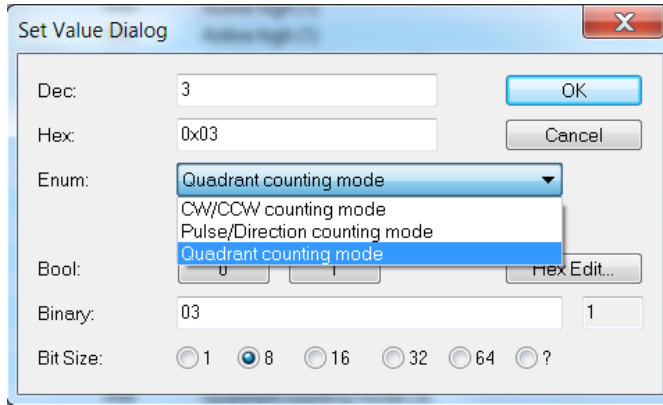 Set Value Dialog
Dec: 3 OK
Hex: 0x03 Cancel
Enum: Quadrant counting mode
CW/CCW counting mode
Pulse/Direction counting mode
Quadrant counting mode
Bool: 0 1 Hex Edit...
Binary: 03 1
Bit Size: 1 8 16 32 64 ?